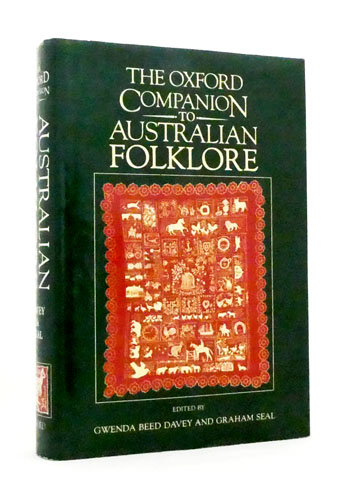 THE OXFORD
COMPANION
TO
AUSTRALIAN
FOLKLORE
EDITED BY
GWENDA BEED DAVEY AND GRAHAM SEAL
AUSTRALIAN